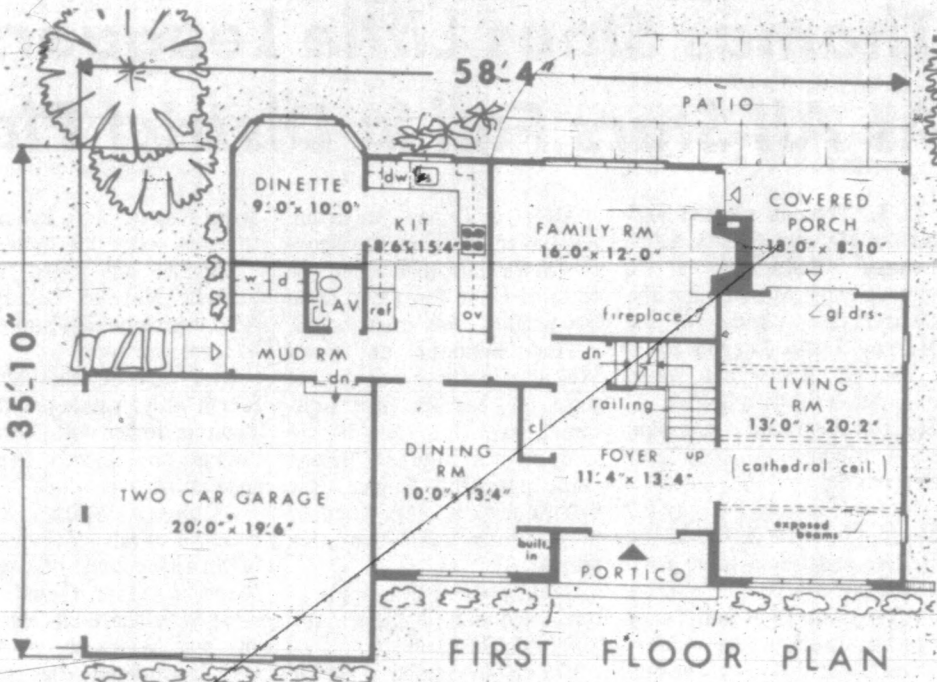 58'4"
PATIO
dw
s
DINETTE
9'0" x 10'0"
KIT
8'6" x 15'4"
FAMILY RM
16'0" x 12'0"
COVERED
PORCH
18'0" x 8'10"
w d
LAV
ref
ov
fireplace
gl drs
35'-10"
MUD RM
dn
dn
railing
LIVING
RM
13'0" x 20'2"
cl
DINING
RM
10'0" x 13'4"
FOYER up
11'4" x 13'4"
(cathedral ceil.)
TWO CAR GARAGE
20'0" x 19'6"
exposed
beams
built
in
PORTICO
FIRST FLOOR PLAN